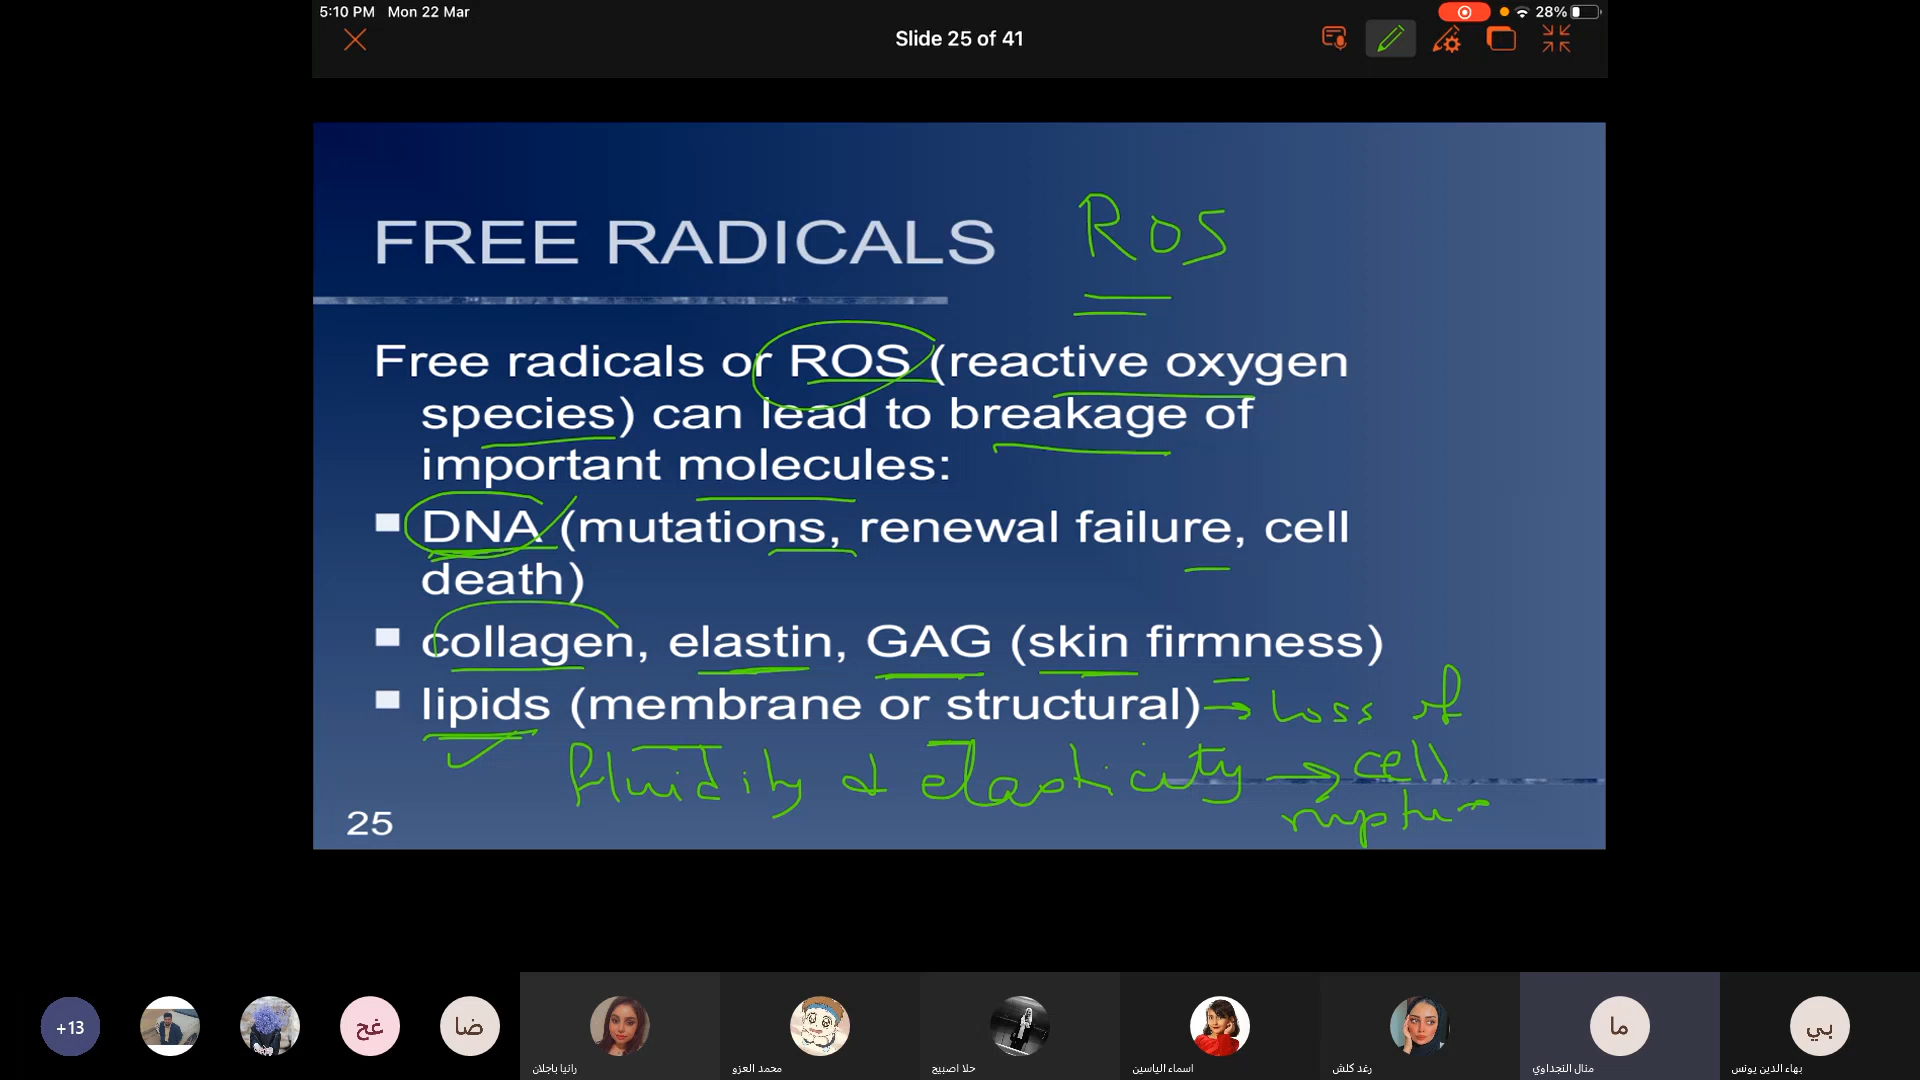 5:10 PM Mon 22 Mar
28%
Slide 25 of 41
FREE RADICALS
ROS
Free radicals or ROS (reactive oxygen
species) can lead to breakage of
important molecules:
DNA (mutations, renewal failure, cell
death)
collagen, elastin, GAG (skin firmness)
lipids (membrane or structural)
→ Loss of
fluidity & elasticity → cell
rupture
25
+13
غح
ضا
ما
بي
رانيا باجلان
محمد العزو
حلا اصبيح
اسماء الياسين
رغد كلش
منال النجداوي
بهاء الدين يونس